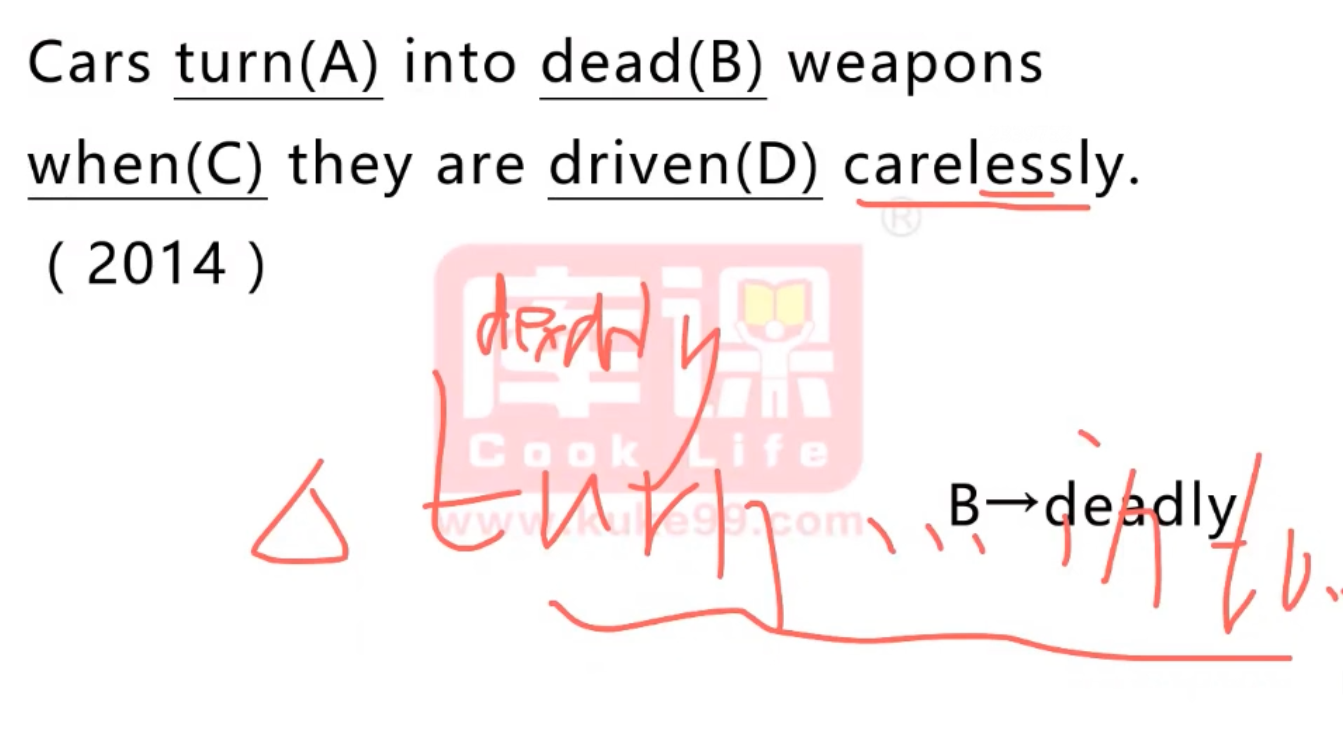 Cars turn(A) into dead(B) weapons
when(C) they are driven(D) carelessly.
( 2014 )
®
库课
deadly
Cook Life
turn ... into...
B→deadly
www.kuke99.com